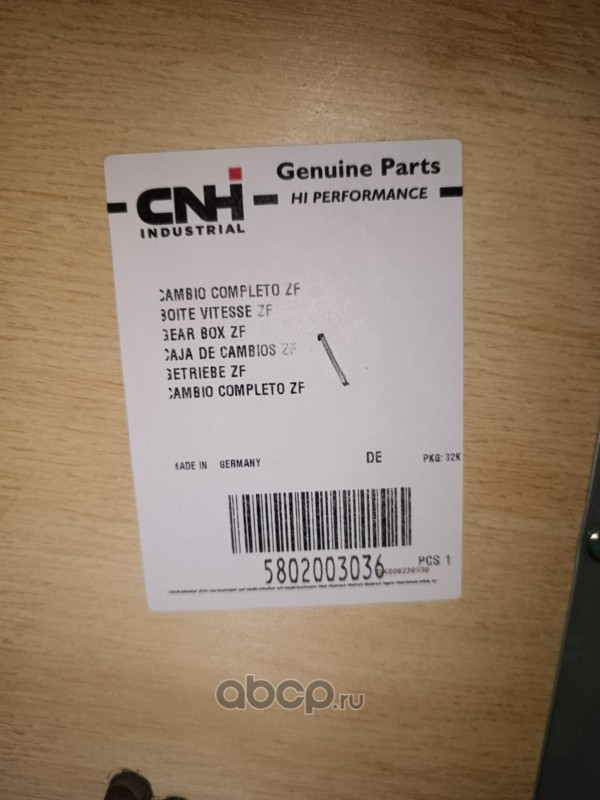 Genuine Parts
CNH
HI PERFORMANCE
INDUSTRIAL
CAMBIO COMPLETO ZF
BOITE VITESSE ZF
GEAR BOX ZF
CAJA DE CAMBIOS ZF
GETRIEBE ZF
CAMBIO COMPLETO ZF
MADE IN GERMANY
DE
PKG: 32K
5802003036
PCS 1
abcp.ru